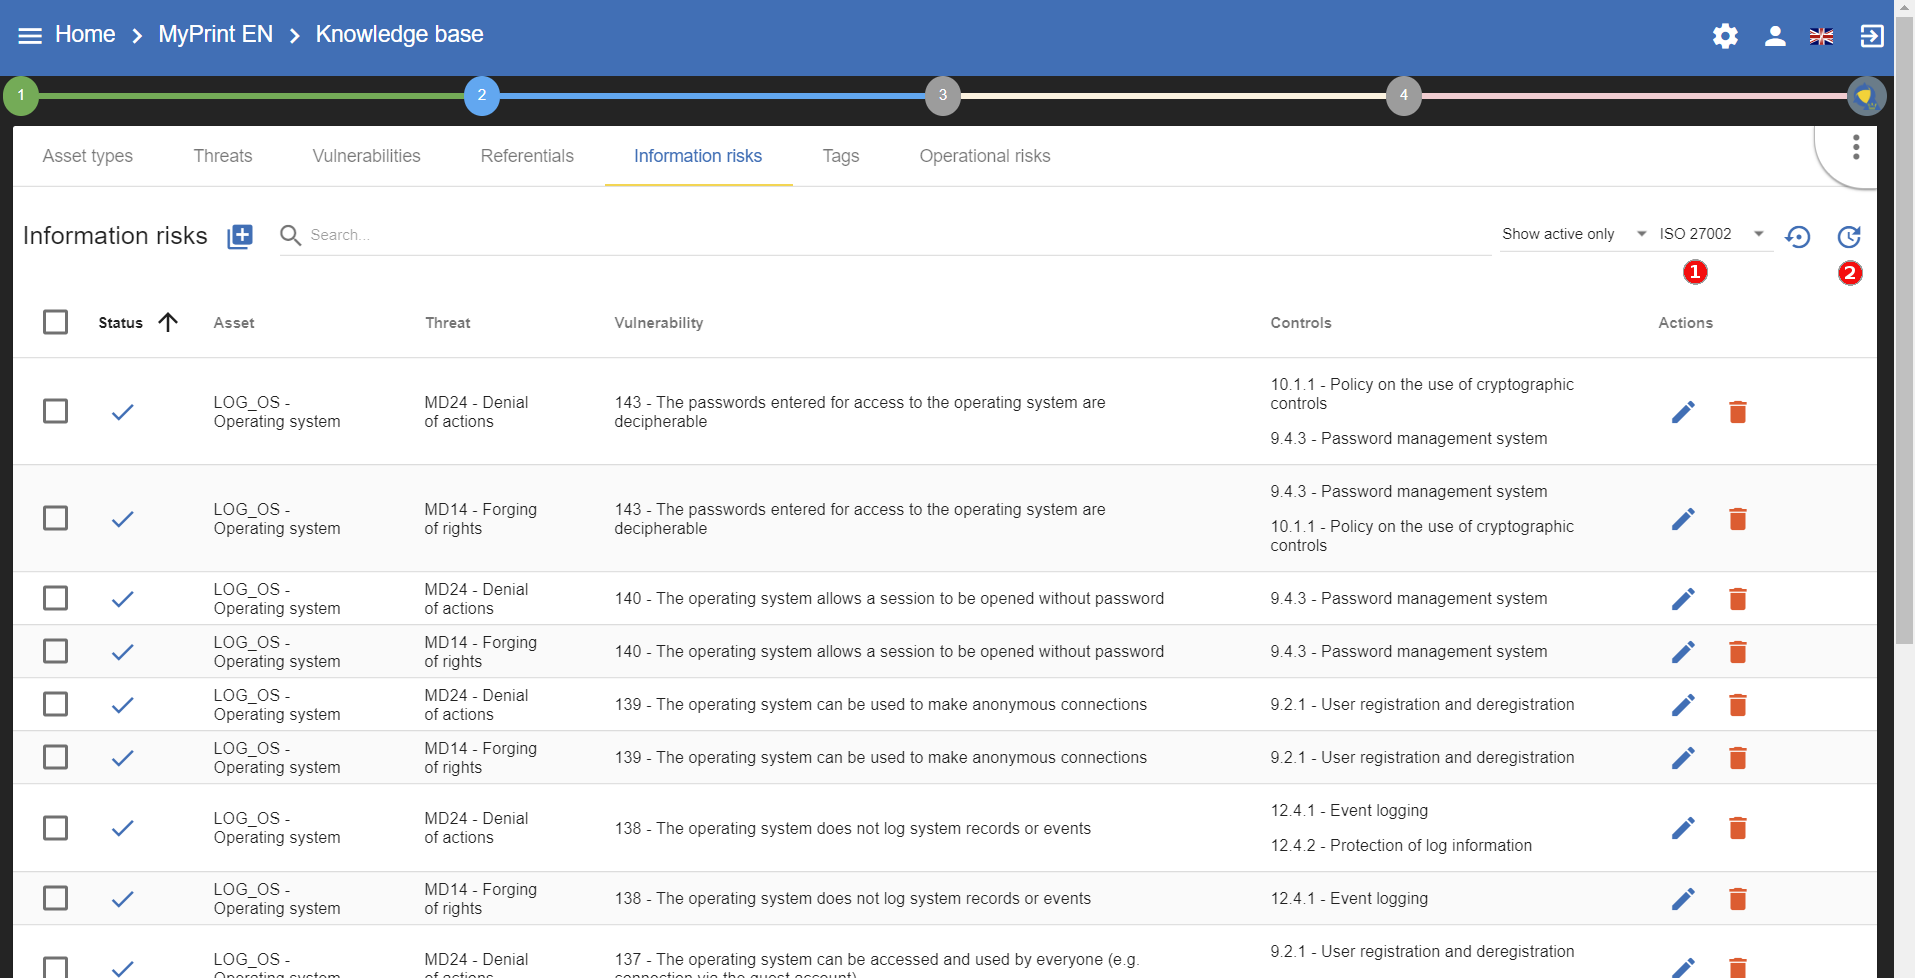 Home MyPrint EN Knowledge base
1 2 3 4
Asset types Threats Vulnerabilities Referentials Information risks Tags Operational risks
Information risks Search... Show active only ISO 27002
1 2
Status Asset Threat Vulnerability Controls Actions
LOG_OS -
Operating system
MD24 - Denial
of actions
143 - The passwords entered for access to the operating system are
decipherable
10.1.1 - Policy on the use of cryptographic
controls
9.4.3 - Password management system
LOG_OS -
Operating system
MD14 - Forging
of rights
143 - The passwords entered for access to the operating system are
decipherable
9.4.3 - Password management system
10.1.1 - Policy on the use of cryptographic
controls
LOG_OS -
Operating system
MD24 - Denial
of actions
140 - The operating system allows a session to be opened without password
9.4.3 - Password management system
LOG_OS -
Operating system
MD14 - Forging
of rights
140 - The operating system allows a session to be opened without password
9.4.3 - Password management system
LOG_OS -
Operating system
MD24 - Denial
of actions
139 - The operating system can be used to make anonymous connections
9.2.1 - User registration and deregistration
LOG_OS -
Operating system
MD14 - Forging
of rights
139 - The operating system can be used to make anonymous connections
9.2.1 - User registration and deregistration
LOG_OS -
Operating system
MD24 - Denial
of actions
138 - The operating system does not log system records or events
12.4.1 - Event logging
12.4.2 - Protection of log information
LOG_OS -
Operating system
MD14 - Forging
of rights
138 - The operating system does not log system records or events
12.4.1 - Event logging
LOG_OS -
Operating system
MD24 - Denial
of actions
137 - The operating system can be accessed and used by everyone (e.g.
connection via the guest account)
9.2.1 - User registration and deregistration